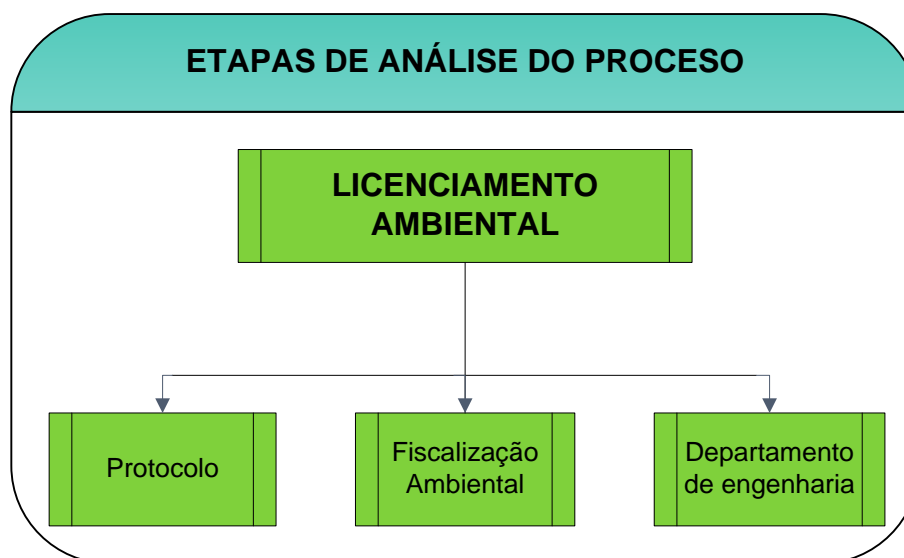 ETAPAS DE ANÁLISE DO PROCESO
LICENCIAMENTO
AMBIENTAL
Protocolo
Fiscalização
Ambiental
Departamento
de engenharia